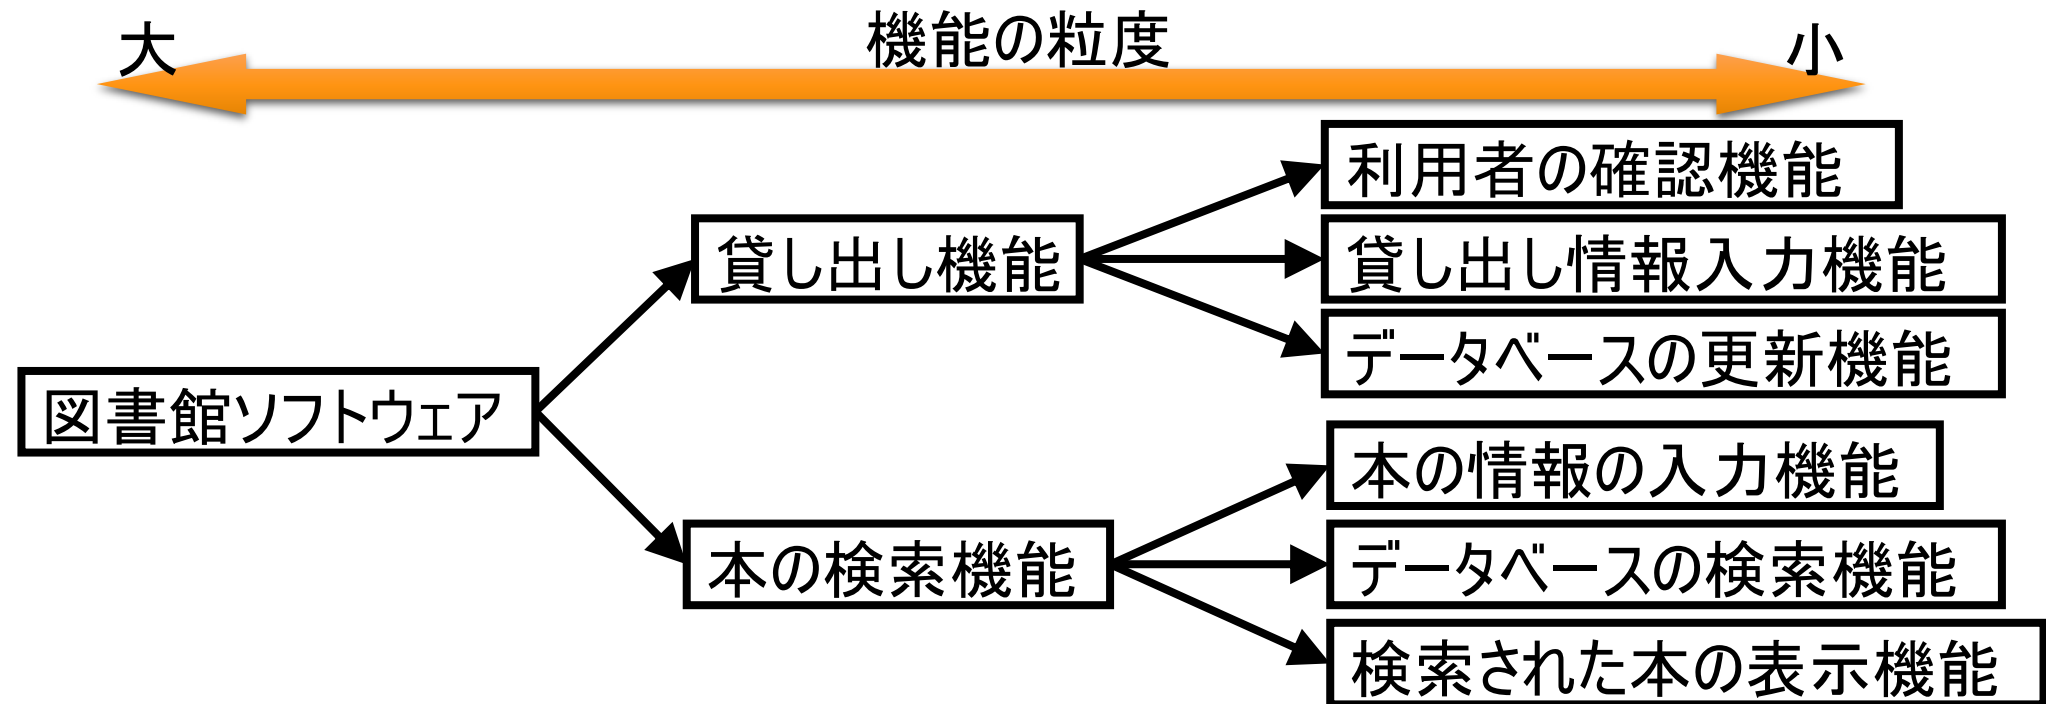 機能の粒度
大
小
利用者の確認機能
貸し出し機能
貸し出し情報入力機能
データベースの更新機能
図書館ソフトウェア
本の情報の入力機能
本の検索機能
データベースの検索機能
検索された本の表示機能